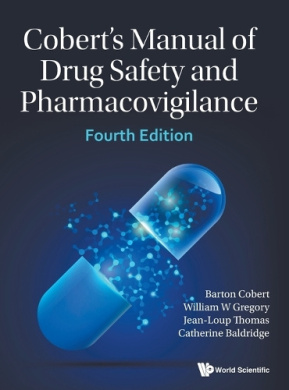 Cobert's Manual of
Drug Safety and
Pharmacovigilance
Fourth Edition
Barton Cobert
William W Gregory
Jean-Loup Thomas
Catherine Baldridge
World Scientific